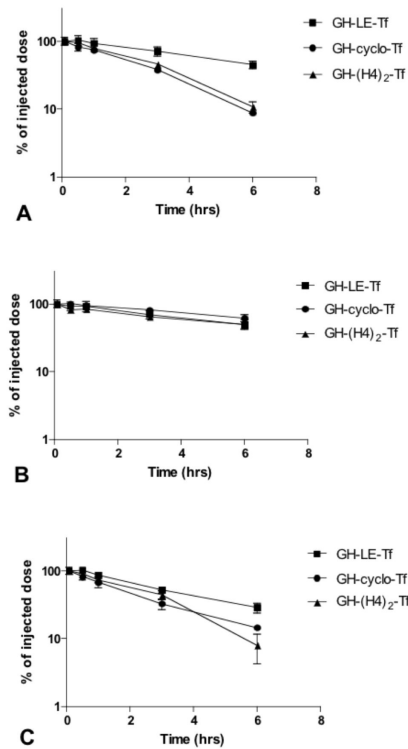 % of injected dose
100
10
1
0
2
4
6
8
Time (hrs)
GH-LE-Tf
GH-cyclo-Tf
GH-(H4)2-Tf
A
% of injected dose
100
10
1
0
2
4
6
8
Time (hrs)
GH-LE-Tf
GH-cyclo-Tf
GH-(H4)2-Tf
B
% of injected dose
100
10
1
0
2
4
6
8
Time (hrs)
GH-LE-Tf
GH-cyclo-Tf
GH-(H4)2-Tf
C